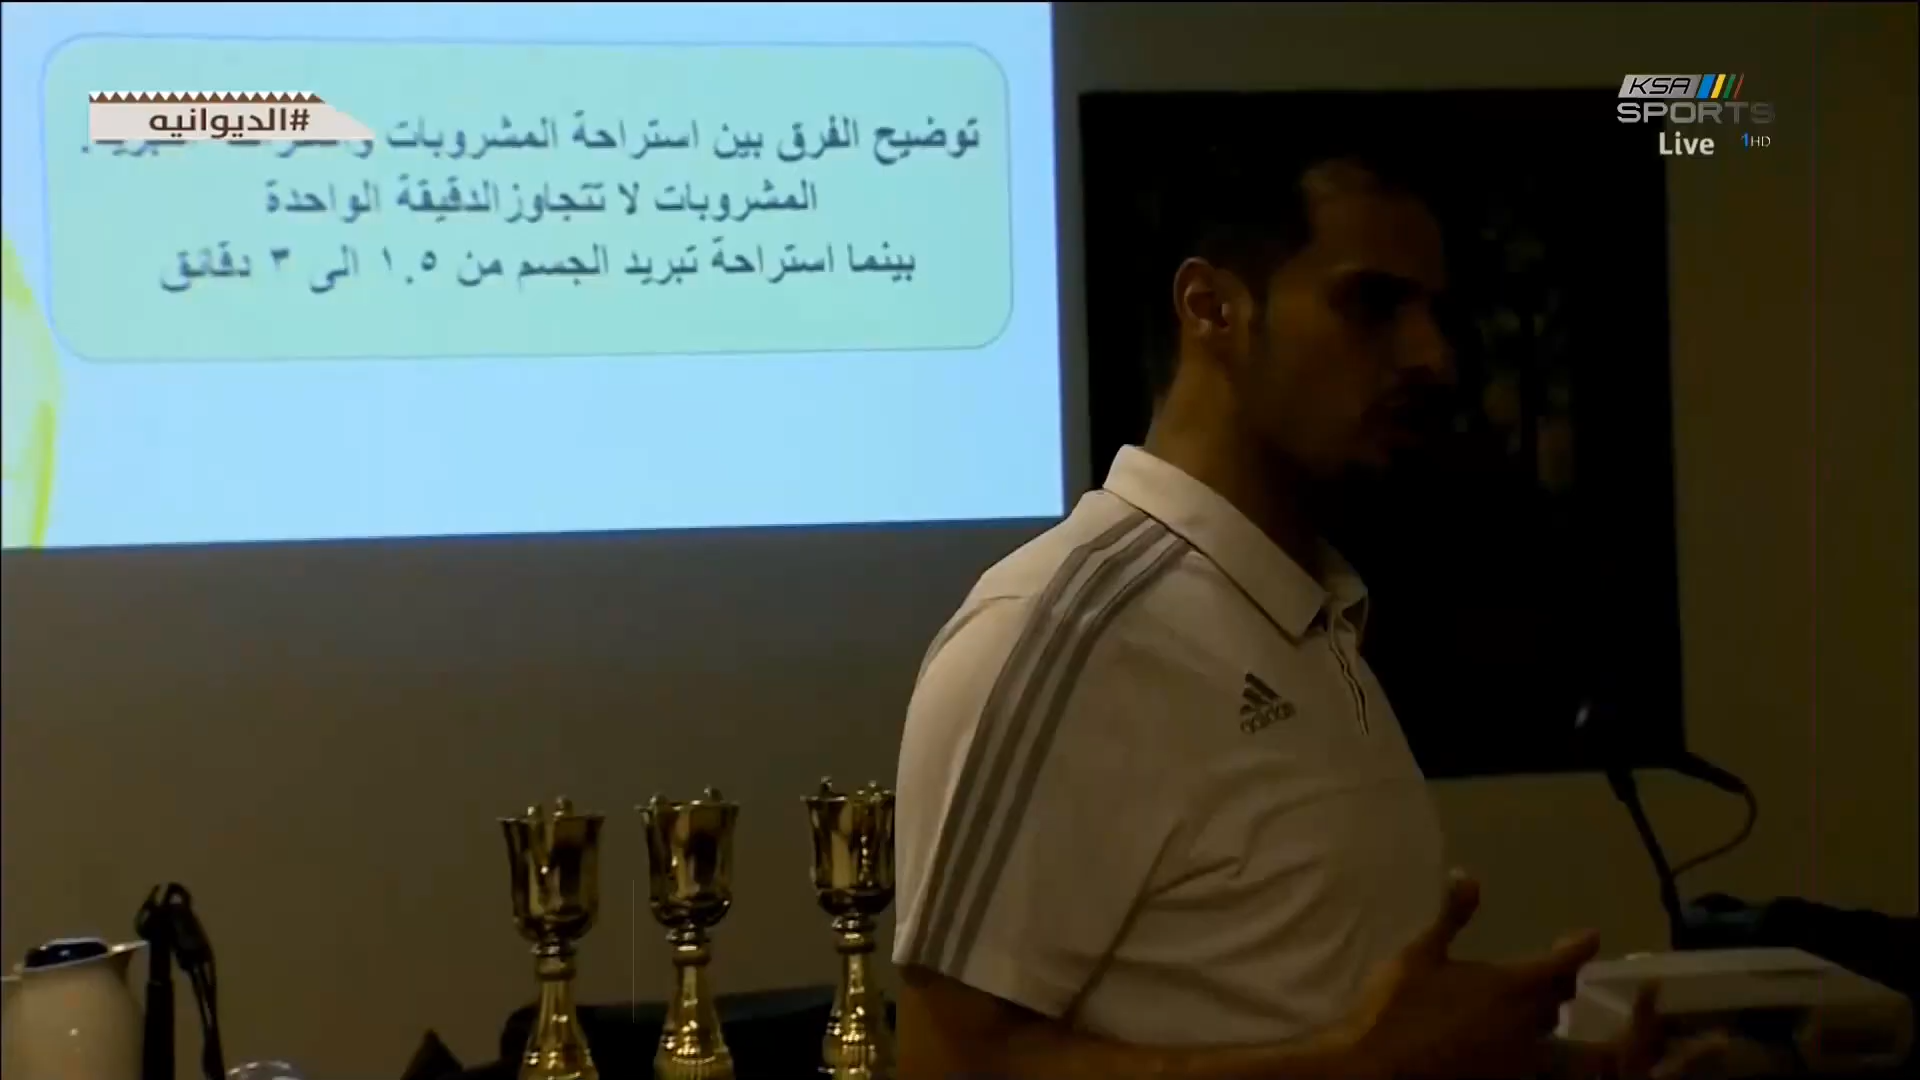 #الديوانيه
توضيح الفرق بين استراحة المشروبات
المشروبات لا تتجاوز الدقيقة الواحدة
بينما استراحة تبريد الجسم من ١.٥ الى ٣ دقائق
KSA
SPORTS
Live 1HD
adidas